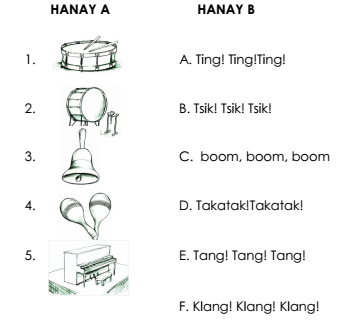 HANAY A HANAY B
1. A. Ting! Ting!Ting!
2. B. Tsik! Tsik! Tsik!
3. C. boom, boom, boom
4. D. Takatak!Takatak!
5. E. Tang! Tang! Tang!
F. Klang! Klang! Klang!